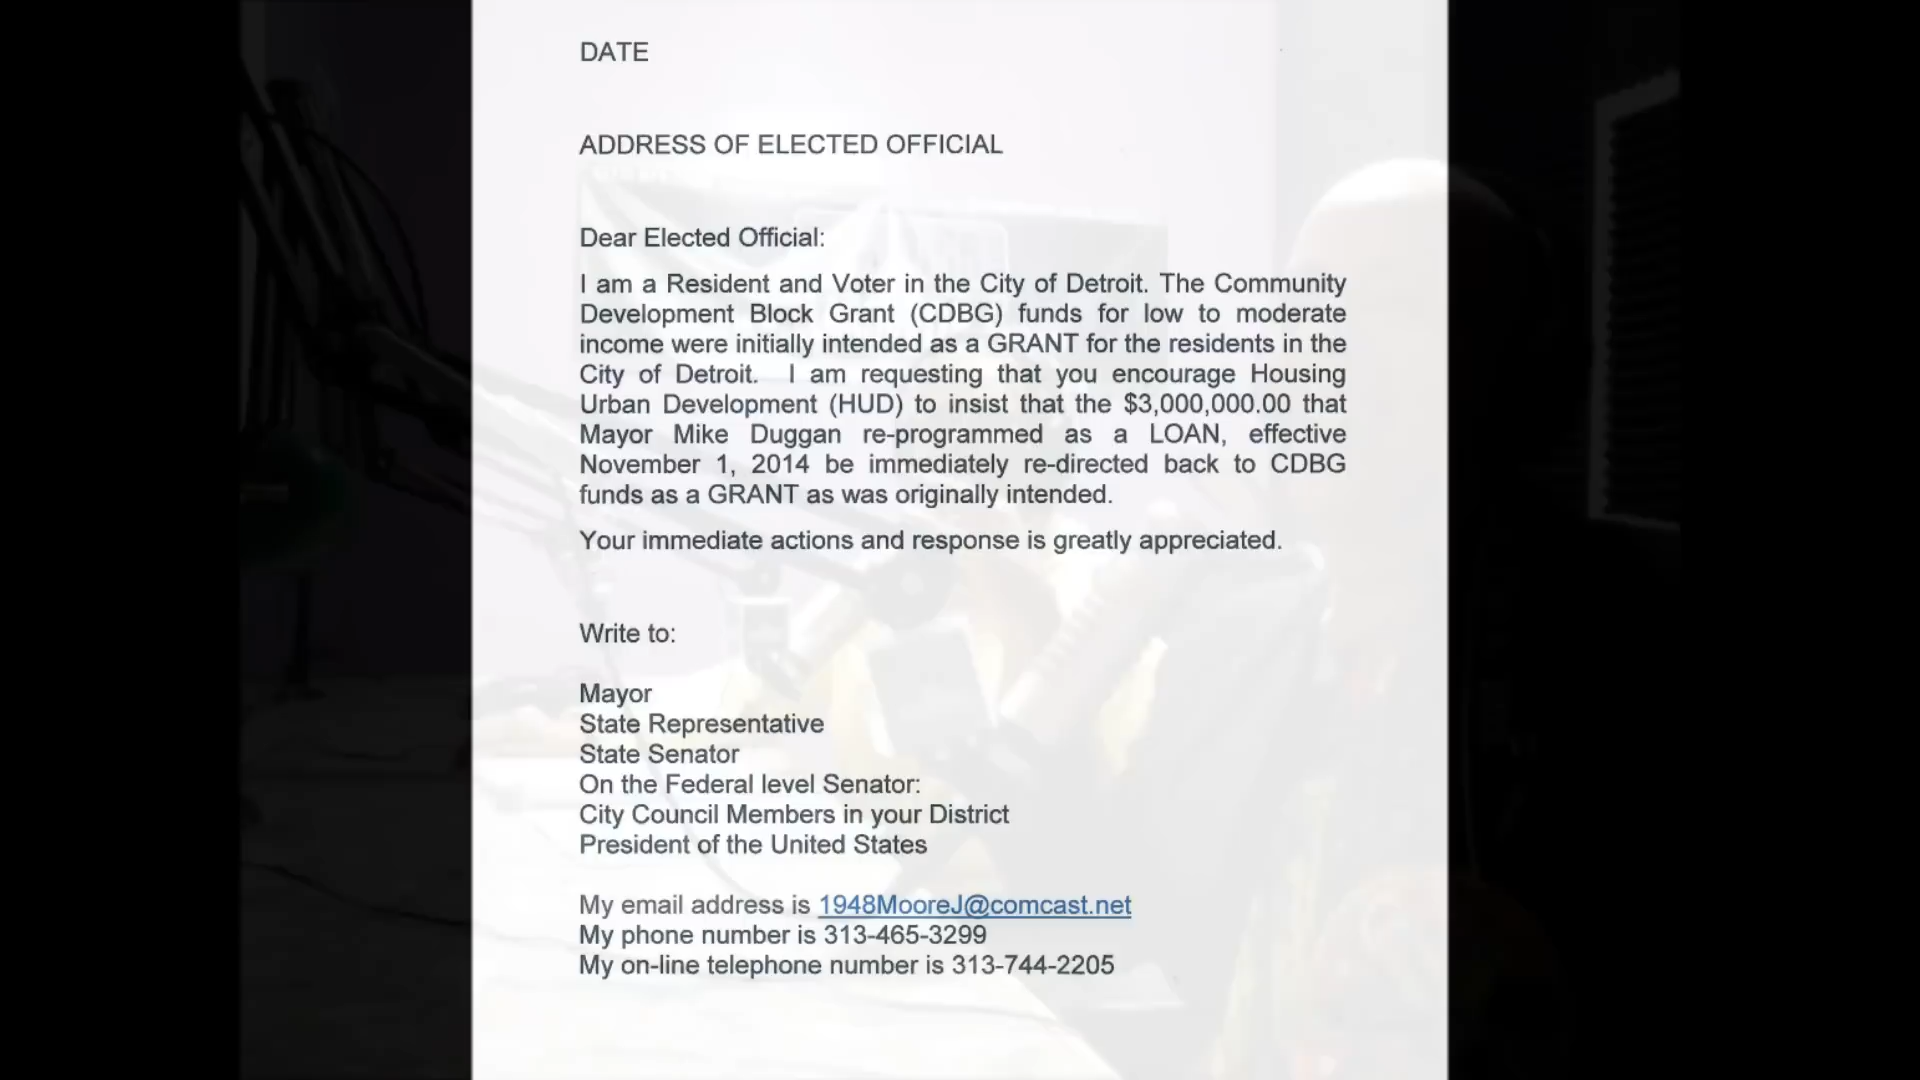 DATE
ADDRESS OF ELECTED OFFICIAL
Dear Elected Official:
I am a Resident and Voter in the City of Detroit. The Community
Development Block Grant (CDBG) funds for low to moderate
income were initially intended as a GRANT for the residents in the
City of Detroit. I am requesting that you encourage Housing
Urban Development (HUD) to insist that the $3,000,000.00 that
Mayor Mike Duggan re-programmed as a LOAN, effective
November 1, 2014 be immediately re-directed back to CDBG
funds as a GRANT as was originally intended.
Your immediate actions and response is greatly appreciated.
Write to:
Mayor
State Representative
State Senator
On the Federal level Senator:
City Council Members in your District
President of the United States
My email address is 1948MooreJ@comcast.net
My phone number is 313-465-3299
My on-line telephone number is 313-744-2205